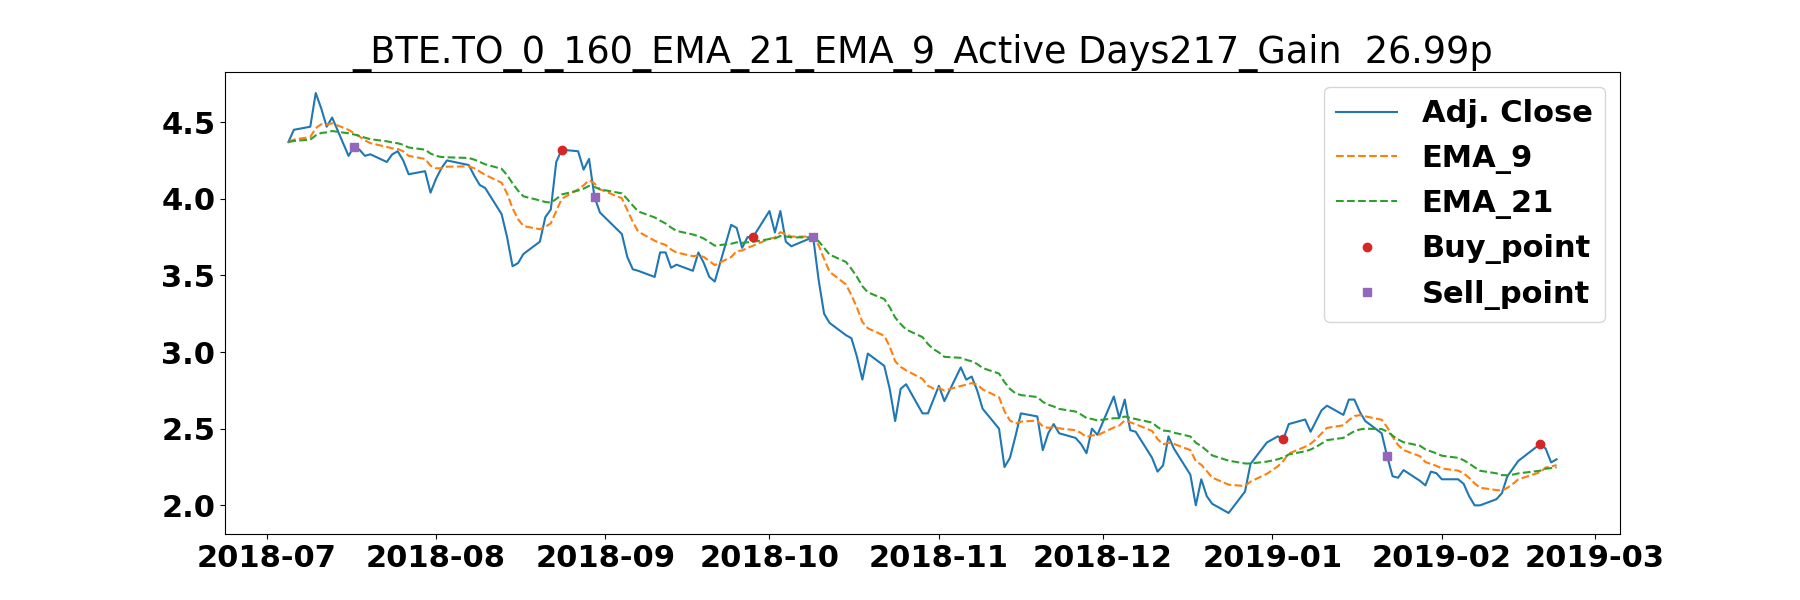 _BTE.TO_0_160_EMA_21_EMA_9_Active Days217_Gain  26.99p
4.5
4.0
3.5
3.0
2.5
2.0
Adj. Close
EMA_9
EMA_21
Buy_point
Sell_point
2018-07 2018-08 2018-09 2018-10 2018-11 2018-12 2019-01 2019-02 2019-03